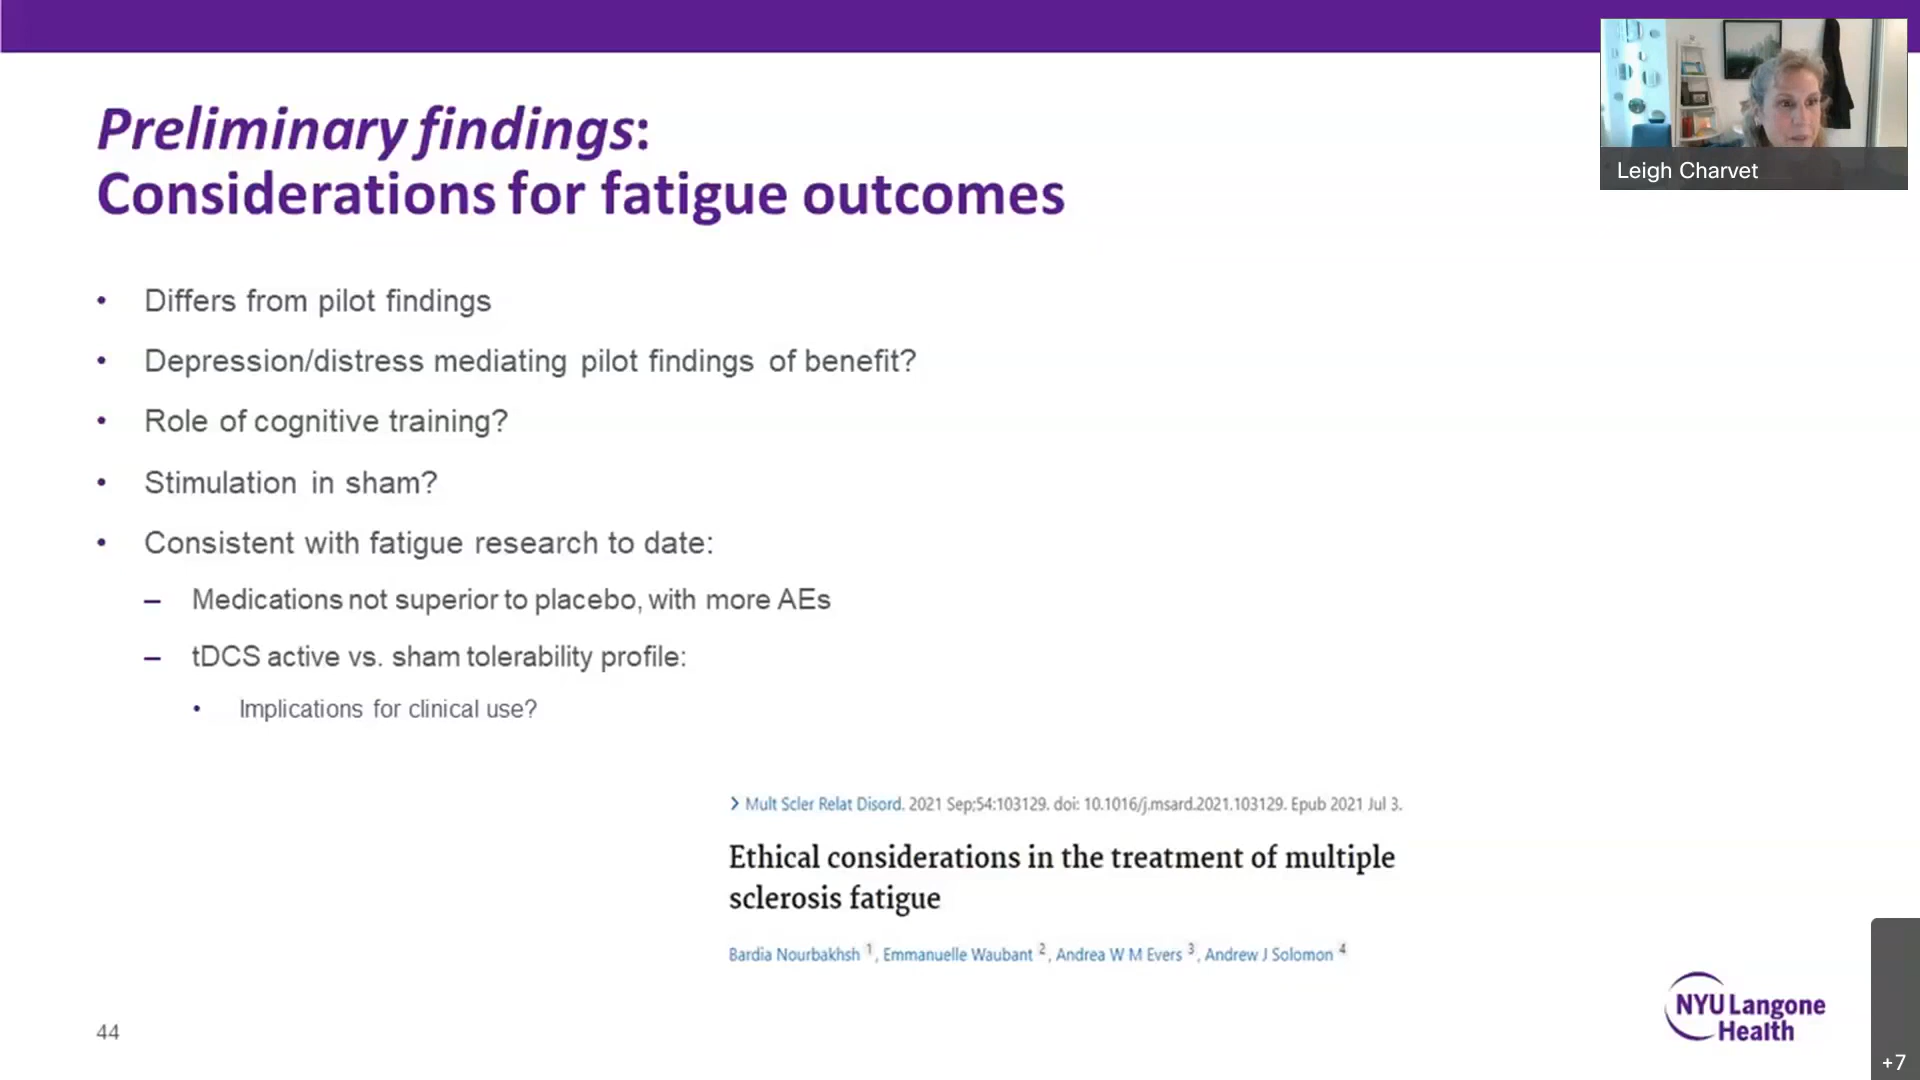 Leigh Charvet
Preliminary findings:
Considerations for fatigue outcomes
• Differs from pilot findings
• Depression/distress mediating pilot findings of benefit?
• Role of cognitive training?
• Stimulation in sham?
• Consistent with fatigue research to date:
– Medications not superior to placebo, with more AEs
– tDCS active vs. sham tolerability profile:
• Implications for clinical use?
> Mult Scler Relat Disord. 2021 Sep;54:103129. doi: 10.1016/j.msard.2021.103129. Epub 2021 Jul 3.
Ethical considerations in the treatment of multiple
sclerosis fatigue
Bardia Nourbakhsh 1, Emmanuelle Waubant 2, Andrea W M Evers 3, Andrew J Solomon 4
NYU Langone
Health
44
+7